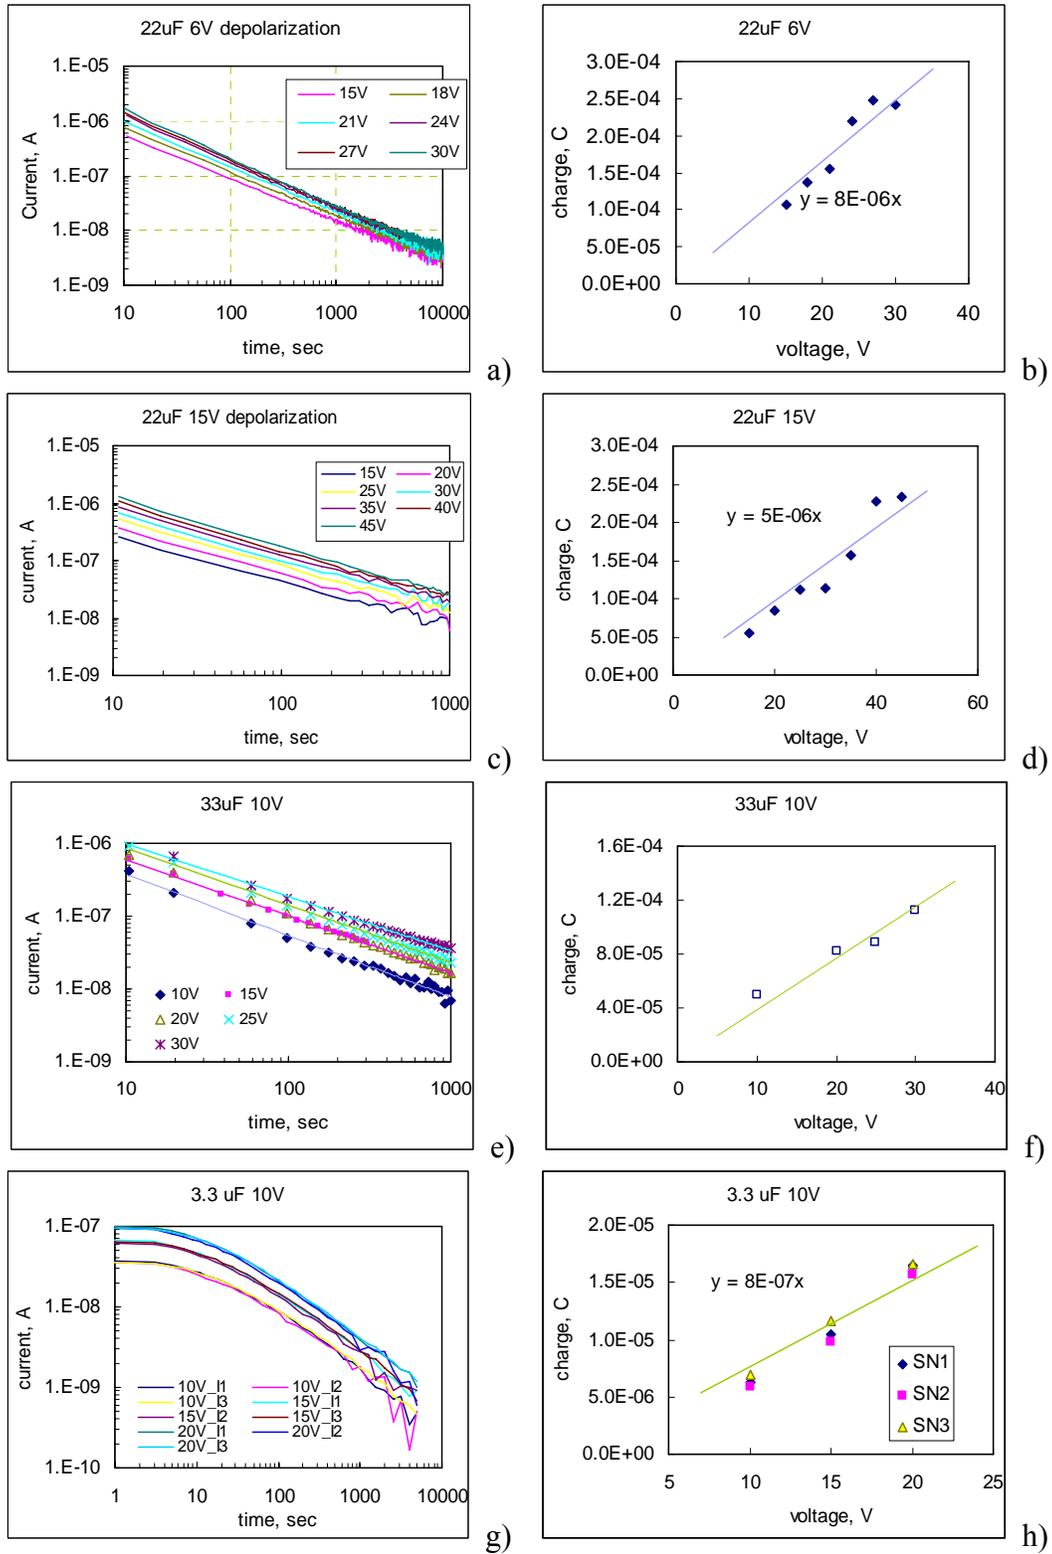 22uF 6V depolarization
1.E-05
1.E-06
1.E-07
1.E-08
1.E-09
Current, A
15V 18V
21V 24V
27V 30V
10 100 1000 10000
time, sec
a)
22uF 6V
3.0E-04
2.5E-04
2.0E-04
1.5E-04
1.0E-04
5.0E-05
0.0E+00
charge, C
y = 8E-06x
0 10 20 30 40
voltage, V
b)
22uF 15V depolarization
1.E-05
1.E-06
1.E-07
1.E-08
1.E-09
current, A
15V 20V
25V 30V
35V 40V
45V
10 100 1000
time, sec
c)
22uF 15V
3.0E-04
2.5E-04
2.0E-04
1.5E-04
1.0E-04
5.0E-05
0.0E+00
charge, C
y = 5E-06x
0 20 40 60
voltage, V
d)
33uF 10V
1.E-06
1.E-07
1.E-08
1.E-09
current, A
10V 15V
20V 25V
30V
10 100 1000
time, sec
e)
33uF 10V
1.6E-04
1.2E-04
8.0E-05
4.0E-05
0.0E+00
charge, C
0 10 20 30 40
voltage, V
f)
3.3 uF 10V
1.E-07
1.E-08
1.E-09
1.E-10
current, A
10V_I1 10V_I2
10V_I3 15V_I1
15V_I2 15V_I3
20V_I1 20V_I2
20V_I3
1 10 100 1000 10000
time, sec
g)
3.3 uF 10V
2.0E-05
1.5E-05
1.0E-05
5.0E-06
0.0E+00
charge, C
y = 8E-07x
SN1
SN2
SN3
5 10 15 20 25
voltage, V
h)